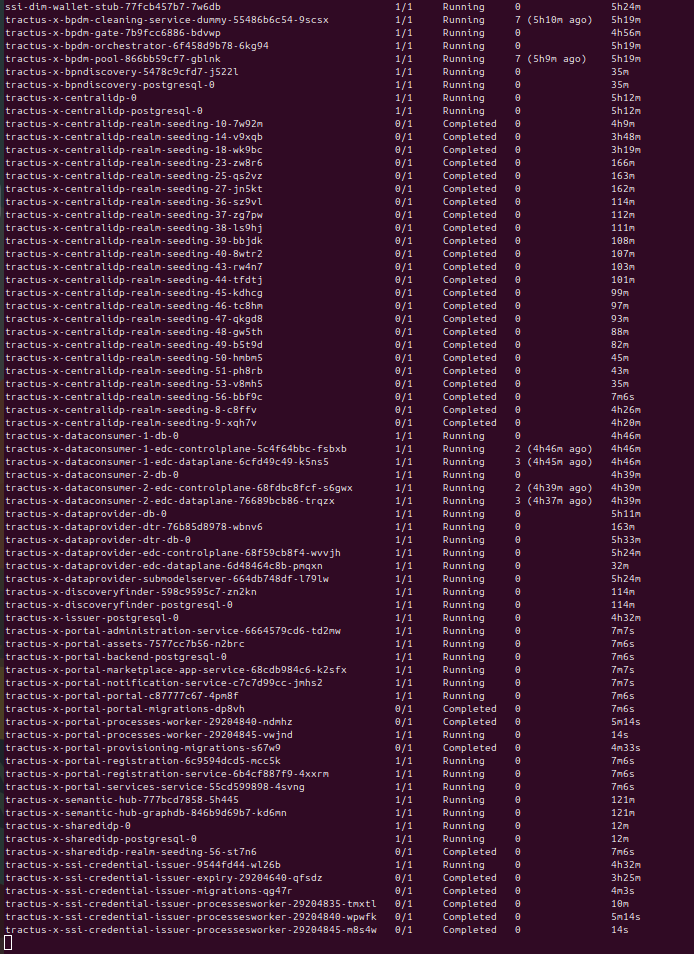 ssi-dim-wallet-stub-77fcb457b7-7w6db 1/1 Running 0 5h24m
tractus-x-bpdm-cleaning-service-dummy-55486b6c54-9scsx 1/1 Running 7 (5h10m ago) 5h19m
tractus-x-bpdm-gate-7b9fcc6886-bdvwp 1/1 Running 0 4h56m
tractus-x-bpdm-orchestrator-6f458d9b78-6kg94 1/1 Running 0 5h19m
tractus-x-bpdm-pool-866bb59cf7-gblnk 1/1 Running 7 (5h9m ago) 5h19m
tractus-x-bpndiscovery-5478c9cfd7-j522l 1/1 Running 0 35m
tractus-x-bpndiscovery-postgresql-0 1/1 Running 0 35m
tractus-x-centralidp-0 1/1 Running 0 5h12m
tractus-x-centralidp-postgresql-0 1/1 Running 0 5h12m
tractus-x-centralidp-realm-seeding-10-7w92m 0/1 Completed 0 4h9m
tractus-x-centralidp-realm-seeding-14-v9xqb 0/1 Completed 0 3h48m
tractus-x-centralidp-realm-seeding-18-wk9bc 0/1 Completed 0 3h19m
tractus-x-centralidp-realm-seeding-23-zw8r6 0/1 Completed 0 166m
tractus-x-centralidp-realm-seeding-25-qs2vz 0/1 Completed 0 163m
tractus-x-centralidp-realm-seeding-27-jn5kt 0/1 Completed 0 162m
tractus-x-centralidp-realm-seeding-36-sz9vl 0/1 Completed 0 114m
tractus-x-centralidp-realm-seeding-37-zg7pw 0/1 Completed 0 112m
tractus-x-centralidp-realm-seeding-38-ls9hj 0/1 Completed 0 111m
tractus-x-centralidp-realm-seeding-39-bbjdk 0/1 Completed 0 108m
tractus-x-centralidp-realm-seeding-40-8wtr2 0/1 Completed 0 107m
tractus-x-centralidp-realm-seeding-43-rw4n7 0/1 Completed 0 103m
tractus-x-centralidp-realm-seeding-44-tfdtj 0/1 Completed 0 101m
tractus-x-centralidp-realm-seeding-45-kdhcg 0/1 Completed 0 99m
tractus-x-centralidp-realm-seeding-46-tc8hm 0/1 Completed 0 97m
tractus-x-centralidp-realm-seeding-47-qkgd8 0/1 Completed 0 93m
tractus-x-centralidp-realm-seeding-48-gw5th 0/1 Completed 0 88m
tractus-x-centralidp-realm-seeding-49-b5t9d 0/1 Completed 0 82m
tractus-x-centralidp-realm-seeding-50-hmbm5 0/1 Completed 0 45m
tractus-x-centralidp-realm-seeding-51-ph8rb 0/1 Completed 0 43m
tractus-x-centralidp-realm-seeding-53-v8mh5 0/1 Completed 0 35m
tractus-x-centralidp-realm-seeding-56-bbf9c 0/1 Completed 0 7m6s
tractus-x-centralidp-realm-seeding-8-c8ffv 0/1 Completed 0 4h26m
tractus-x-centralidp-realm-seeding-9-xqh7v 0/1 Completed 0 4h20m
tractus-x-dataconsumer-1-db-0 1/1 Running 0 4h46m
tractus-x-dataconsumer-1-edc-controlplane-5c4f64bbc-fsbxb 1/1 Running 2 (4h46m ago) 4h46m
tractus-x-dataconsumer-1-edc-dataplane-6cfd49c49-k5ns5 1/1 Running 3 (4h45m ago) 4h46m
tractus-x-dataconsumer-2-db-0 1/1 Running 0 4h39m
tractus-x-dataconsumer-2-edc-controlplane-68fdbc8fcf-s6gwx 1/1 Running 2 (4h39m ago) 4h39m
tractus-x-dataconsumer-2-edc-dataplane-76689bcb86-trqzx 1/1 Running 3 (4h37m ago) 4h39m
tractus-x-dataprovider-db-0 1/1 Running 0 5h11m
tractus-x-dataprovider-dtr-76b85d8978-wbnv6 1/1 Running 0 163m
tractus-x-dataprovider-dtr-db-0 1/1 Running 0 5h33m
tractus-x-dataprovider-edc-controlplane-68f59cb8f4-wvvjh 1/1 Running 0 5h24m
tractus-x-dataprovider-edc-dataplane-6d48464c8b-pmqxn 1/1 Running 0 32m
tractus-x-dataprovider-submodelserver-664db748df-l79lw 1/1 Running 0 5h24m
tractus-x-discoveryfinder-598c9595c7-zn2kn 1/1 Running 0 114m
tractus-x-discoveryfinder-postgresql-0 1/1 Running 0 114m
tractus-x-issuer-postgresql-0 1/1 Running 0 4h32m
tractus-x-portal-administration-service-6664579cd6-td2mw 1/1 Running 0 7m7s
tractus-x-portal-assets-7577cc7b56-n2brc 1/1 Running 0 7m6s
tractus-x-portal-backend-postgresql-0 1/1 Running 0 7m6s
tractus-x-portal-marketplace-app-service-68cdb984c6-k2sfx 1/1 Running 0 7m7s
tractus-x-portal-notification-service-c7c7d99cc-jmhs2 1/1 Running 0 7m7s
tractus-x-portal-portal-c87777c67-4pm8f 1/1 Running 0 7m6s
tractus-x-portal-portal-migrations-dp8vh 0/1 Completed 0 7m6s
tractus-x-portal-processes-worker-29204840-ndmhz 0/1 Completed 0 5m14s
tractus-x-portal-processes-worker-29204845-vwjnd 1/1 Running 0 14s
tractus-x-portal-provisioning-migrations-s67w9 0/1 Completed 0 4m33s
tractus-x-portal-registration-6c9594dcd5-mcc5k 1/1 Running 0 7m6s
tractus-x-portal-registration-service-6b4cf887f9-4xxrm 1/1 Running 0 7m6s
tractus-x-portal-services-service-55cd599898-4svng 1/1 Running 0 7m6s
tractus-x-semantic-hub-777bcd7858-5h445 1/1 Running 0 121m
tractus-x-semantic-hub-graphdb-846b9d69b7-kd6mn 1/1 Running 0 121m
tractus-x-sharedidp-0 1/1 Running 0 12m
tractus-x-sharedidp-postgresql-0 1/1 Running 0 12m
tractus-x-sharedidp-realm-seeding-56-st7n6 0/1 Completed 0 7m6s
tractus-x-ssi-credential-issuer-9544fd44-wl26b 1/1 Running 0 4h32m
tractus-x-ssi-credential-issuer-expiry-29204640-qfsdz 0/1 Completed 0 3h25m
tractus-x-ssi-credential-issuer-migrations-qg47r 0/1 Completed 0 4m3s
tractus-x-ssi-credential-issuer-processesworker-29204835-tmxtl 0/1 Completed 0 10m
tractus-x-ssi-credential-issuer-processesworker-29204840-wpwfk 0/1 Completed 0 5m14s
tractus-x-ssi-credential-issuer-processesworker-29204845-m8s4w 0/1 Completed 0 14s